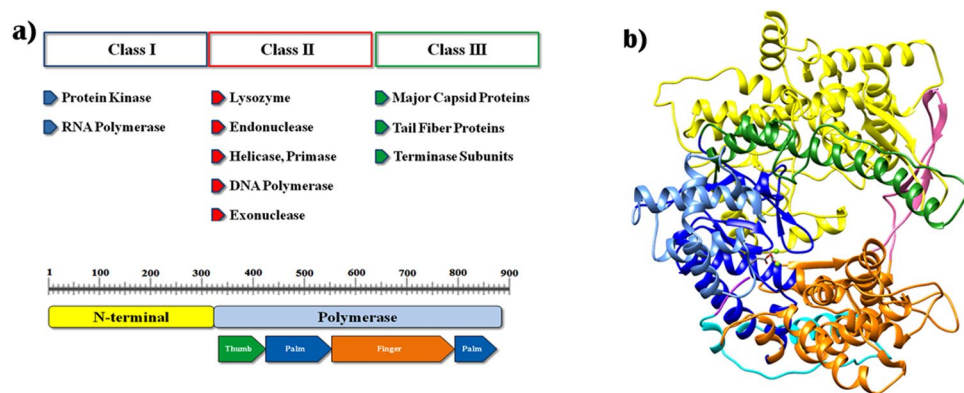 a)
Class I
Class II
Class III
Protein Kinase
RNA Polymerase
Lysozyme
Endonuclease
Helicase, Primase
DNA Polymerase
Exonuclease
Major Capsid Proteins
Tail Fiber Proteins
Terminase Subunits
1 100 200 300 400 500 600 700 800 900
N-terminal Polymerase
Thumb Palm Finger Palm
b)